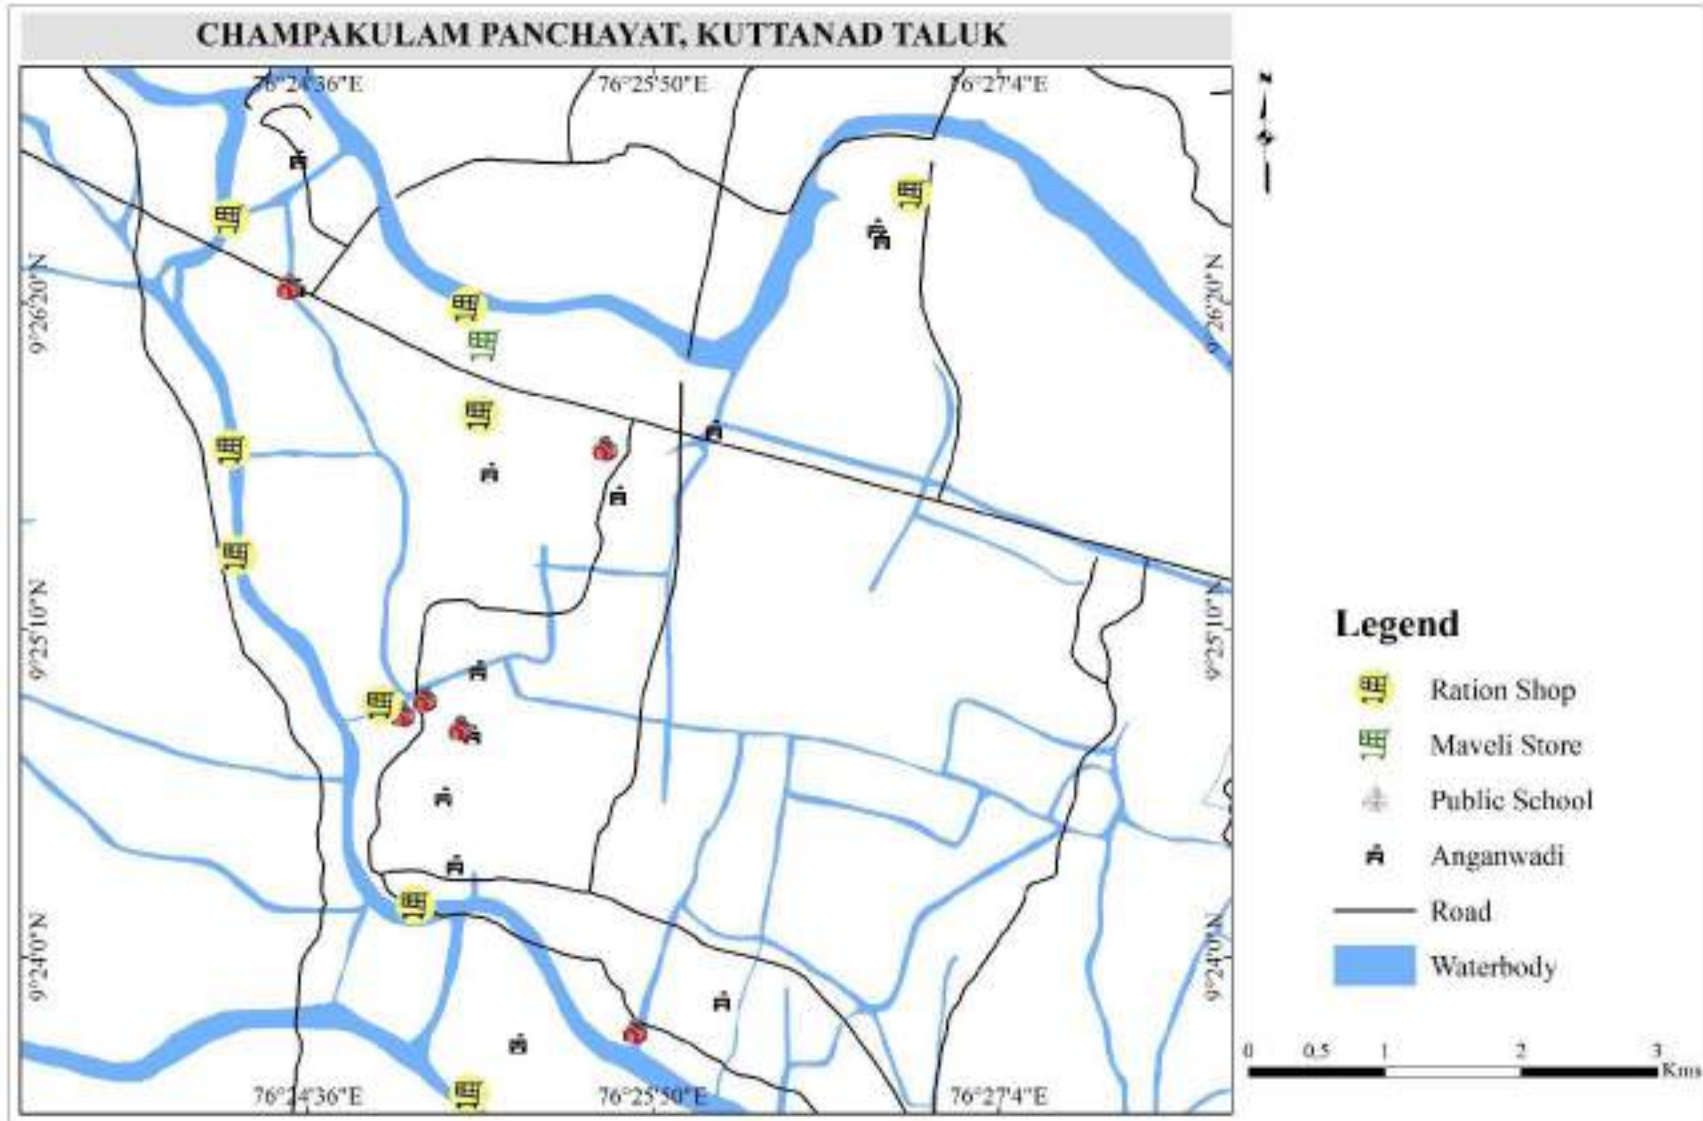 CHAMPAKULAM PANCHAYAT, KUTTANAD TALUK
76°24'36"E
76°25'50"E
76°27'4"E
z
9°26'20"N
9°26'20"N
9°25'10"N
9°25'10"N
9°24'0"N
9°24'0"N
76°24'36"E
76°25'50"E
76°27'4"E
Legend
Ration Shop
Maveli Store
Public School
Anganwadi
Road
Waterbody
0 0.5 1 2 3
Kms